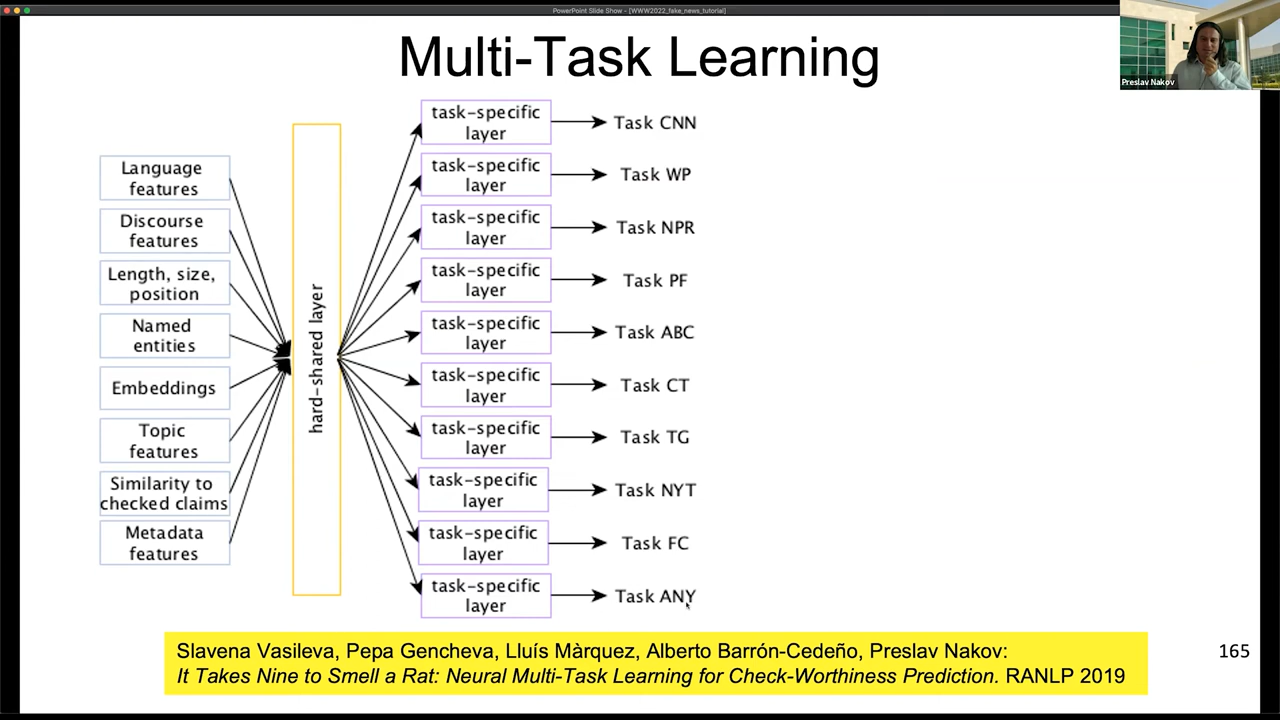 PowerPoint Slide Show - [WWW2022_fake_news_tutorial]
Multi-Task Learning
Preslav Nakov
Language
features
Discourse
features
Length, size,
position
Named
entities
Embeddings
Topic
features
Similarity to
checked claims
Metadata
features
hard-shared layer
task-specific
layer
Task CNN
task-specific
layer
Task WP
task-specific
layer
Task NPR
task-specific
layer
Task PF
task-specific
layer
Task ABC
task-specific
layer
Task CT
task-specific
layer
Task TG
task-specific
layer
Task NYT
task-specific
layer
Task FC
task-specific
layer
Task ANY
Slavena Vasileva, Pepa Gencheva, Lluís Màrquez, Alberto Barrón-Cedeño, Preslav Nakov:
It Takes Nine to Smell a Rat: Neural Multi-Task Learning for Check-Worthiness Prediction. RANLP 2019
165